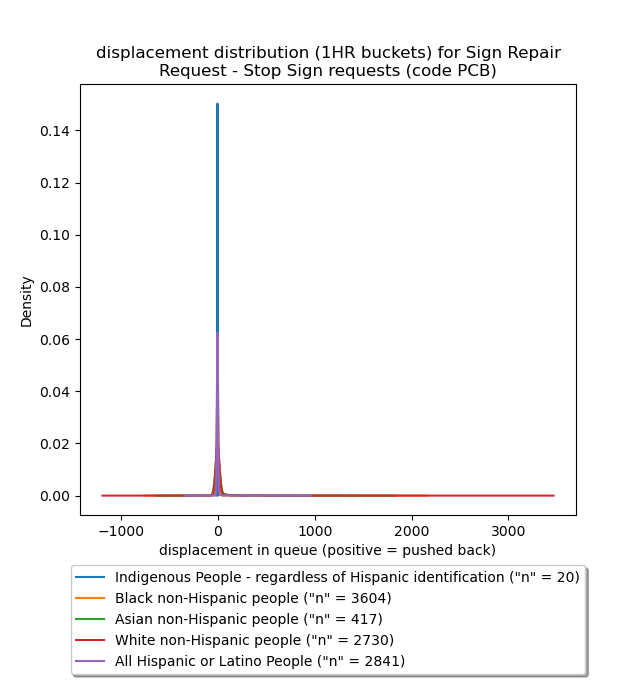 displacement distribution (1HR buckets) for Sign Repair
Request - Stop Sign requests (code PCB)
Density
0.14
0.12
0.10
0.08
0.06
0.04
0.02
0.00
−1000 0 1000 2000 3000
displacement in queue (positive = pushed back)
Indigenous People - regardless of Hispanic identification ("n" = 20)
Black non-Hispanic people ("n" = 3604)
Asian non-Hispanic people ("n" = 417)
White non-Hispanic people ("n" = 2730)
All Hispanic or Latino People ("n" = 2841)